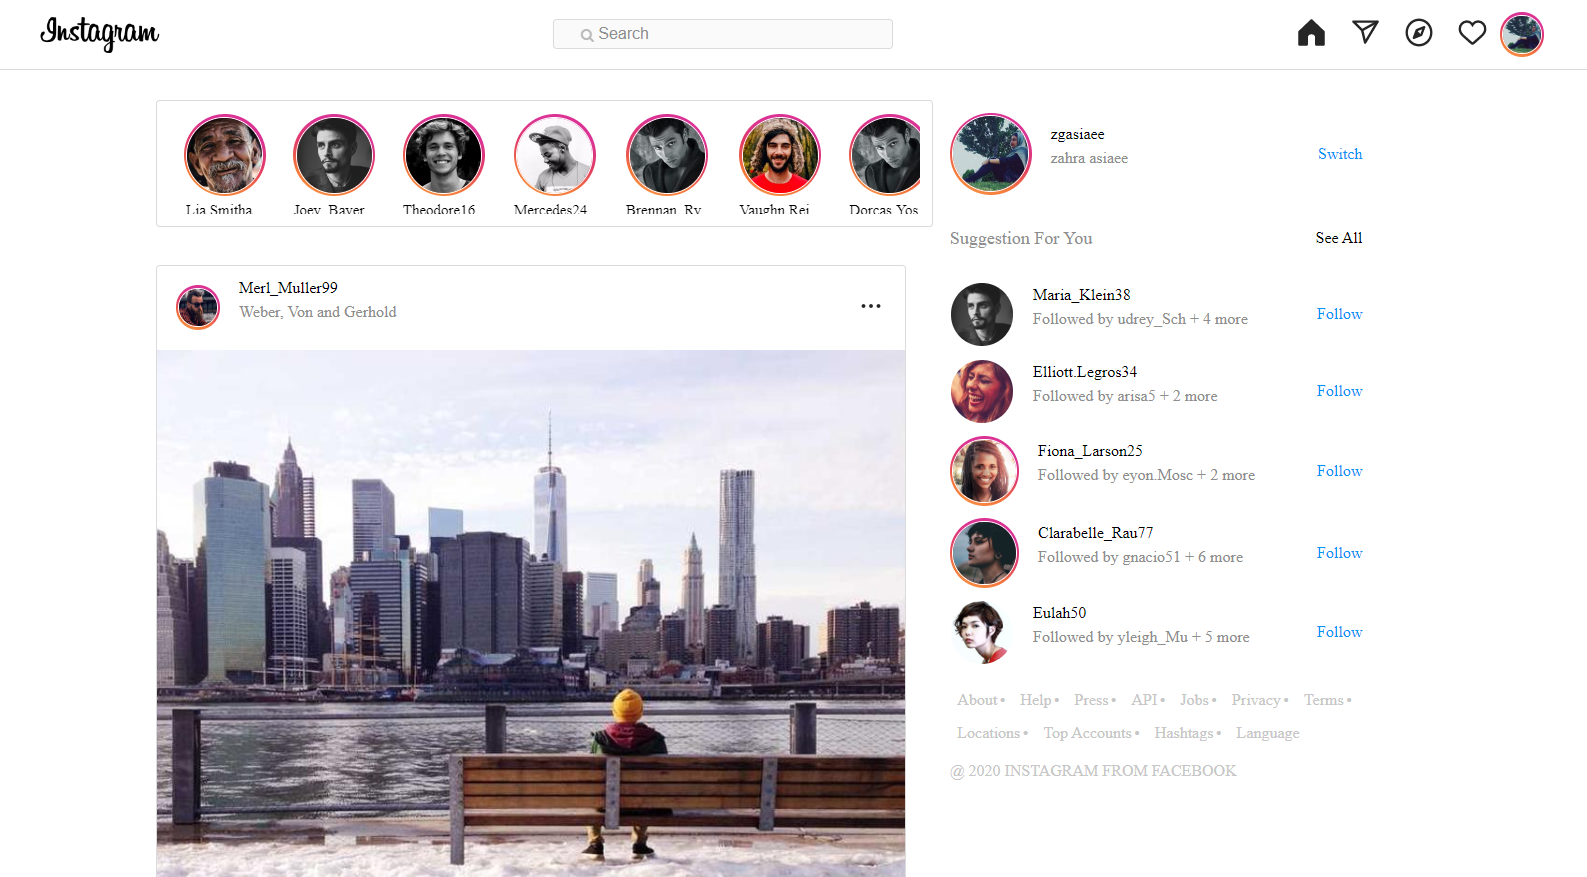 Instagram
Search
Lia.Smitha
Joey_Bayer
Theodore16
Mercedes24
Brennan_Ry
Vaughn.Rei
Dorcas.Yos
zgasiaee
zahra asiaee
Switch
Suggestion For You
See All
Merl_Muller99
Weber, Von and Gerhold
Maria_Klein38
Followed by udrey_Sch + 4 more
Follow
Elliott.Legros34
Followed by arisa5 + 2 more
Follow
Fiona_Larson25
Followed by eyon.Mosc + 2 more
Follow
Clarabelle_Rau77
Followed by gnacio51 + 6 more
Follow
Eulah50
Followed by yleigh_Mu + 5 more
Follow
About • Help • Press • API • Jobs • Privacy • Terms •
Locations • Top Accounts • Hashtags • Language
@ 2020 INSTAGRAM FROM FACEBOOK